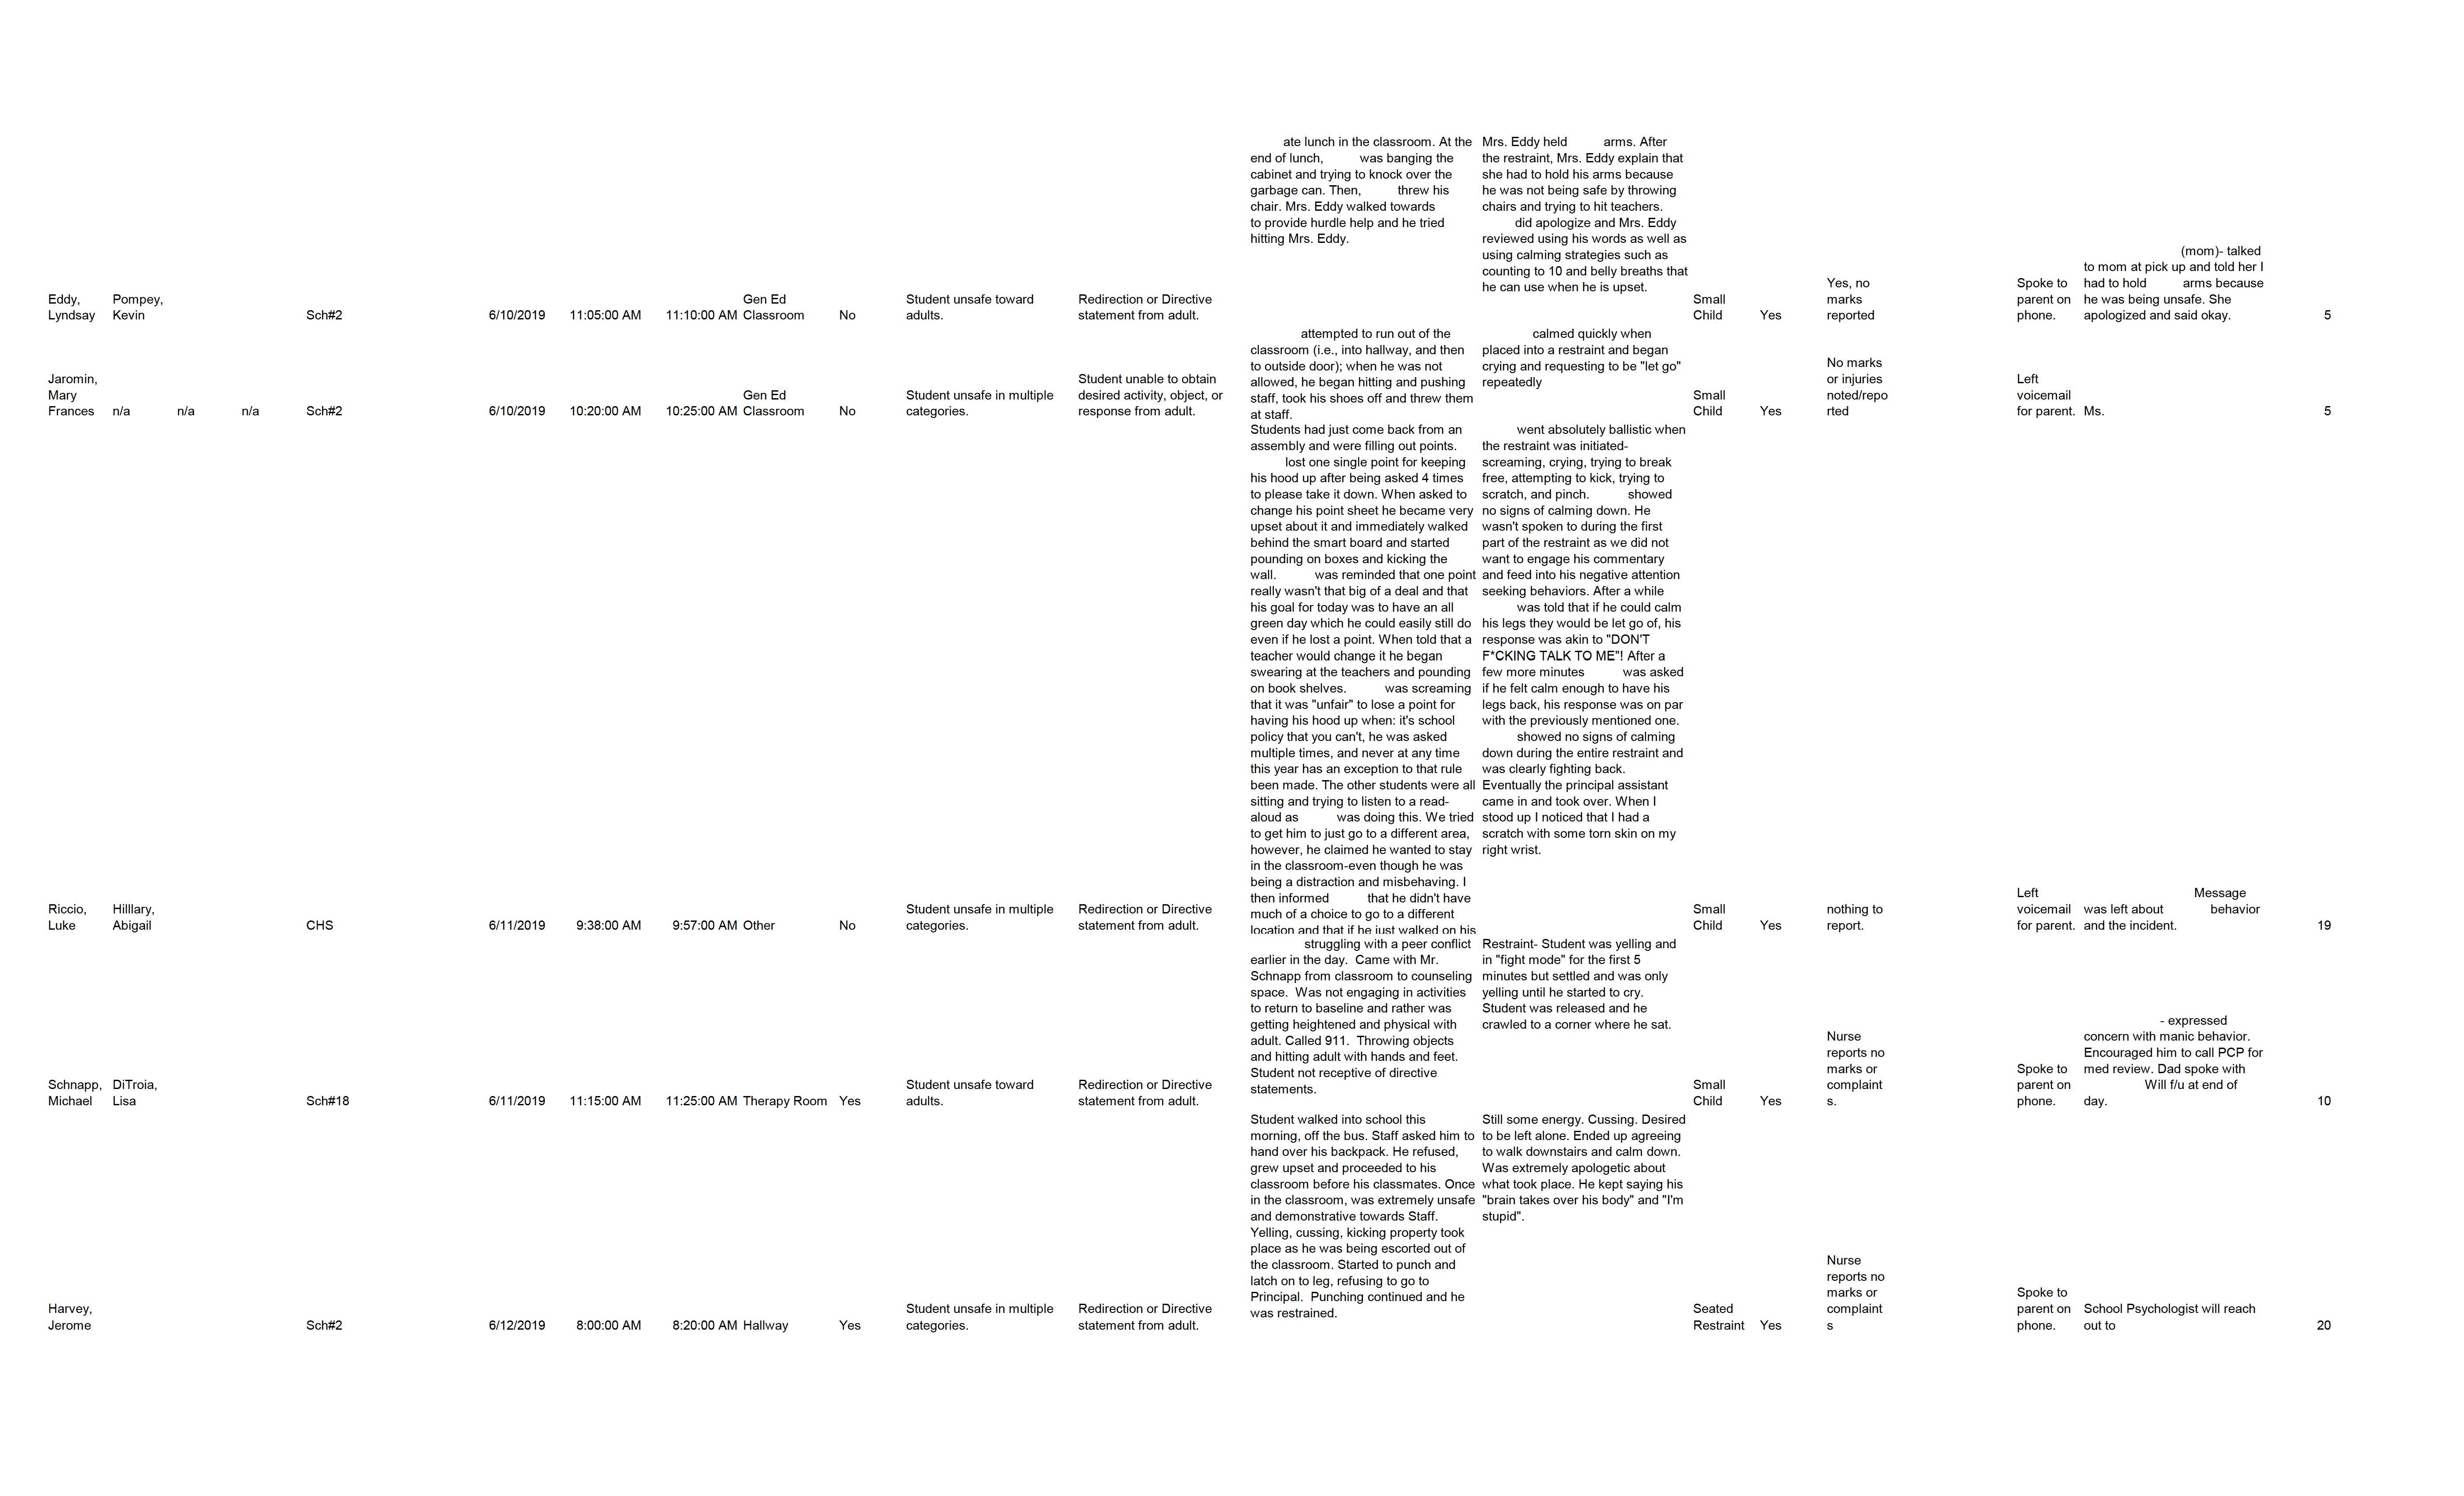 Eddy,
Lyndsay
Pompey,
Kevin
Sch#2
6/10/2019
11:05:00 AM
11:10:00 AM
Gen Ed
Classroom
No
Student unsafe toward
adults.
Redirection or Directive
statement from adult.
ate lunch in the classroom. At the
end of lunch, was banging the
cabinet and trying to knock over the
garbage can. Then, threw his
chair. Mrs. Eddy walked towards
to provide hurdle help and he tried
hitting Mrs. Eddy.
Mrs. Eddy held arms. After
the restraint, Mrs. Eddy explain that
she had to hold his arms because
he was not being safe by throwing
chairs and trying to hit teachers.
did apologize and Mrs. Eddy
reviewed using his words as well as
using calming strategies such as
counting to 10 and belly breaths that
he can use when he is upset.
Small
Child
Yes
Yes, no
marks
reported
Spoke to
parent on
phone.
(mom)- talked
to mom at pick up and told her I
had to hold arms because
he was being unsafe. She
apologized and said okay.
5
Jaromin,
Mary
Frances
n/a
n/a
n/a
Sch#2
6/10/2019
10:20:00 AM
10:25:00 AM
Gen Ed
Classroom
No
Student unsafe in multiple
categories.
Student unable to obtain
desired activity, object, or
response from adult.
attempted to run out of the
classroom (i.e., into hallway, and then
to outside door); when he was not
allowed, he began hitting and pushing
staff, took his shoes off and threw them
at staff.
calmed quickly when
placed into a restraint and began
crying and requesting to be "let go"
repeatedly
Small
Child
Yes
No marks
or injuries
noted/repo
rted
Left
voicemail
for parent.
Ms.
5
Riccio,
Luke
Hilllary,
Abigail
CHS
6/11/2019
9:38:00 AM
9:57:00 AM
Other
No
Student unsafe in multiple
categories.
Redirection or Directive
statement from adult.
Students had just come back from an
assembly and were filling out points.
lost one single point for keeping
his hood up after being asked 4 times
to please take it down. When asked to
change his point sheet he became very
upset about it and immediately walked
behind the smart board and started
pounding on boxes and kicking the
wall. was reminded that one point
really wasn't that big of a deal and that
his goal for today was to have an all
green day which he could easily still do
even if he lost a point. When told that a
teacher would change it he began
swearing at the teachers and pounding
on book shelves. was screaming
that it was "unfair" to lose a point for
having his hood up when: it's school
policy that you can't, he was asked
multiple times, and never at any time
this year has an exception to that rule
been made. The other students were all
sitting and trying to listen to a read-
aloud as was doing this. We tried
to get him to just go to a different area,
however, he claimed he wanted to stay
in the classroom-even though he was
being a distraction and misbehaving. I
then informed that he didn't have
much of a choice to go to a different
location and that if he just walked on his
went absolutely ballistic when
the restraint was initiated-
screaming, crying, trying to break
free, attempting to kick, trying to
scratch, and pinch. showed
no signs of calming down. He
wasn't spoken to during the first
part of the restraint as we did not
want to engage his commentary
and feed into his negative attention
seeking behaviors. After a while
was told that if he could calm
his legs they would be let go of, his
response was akin to "DON'T
F*CKING TALK TO ME"! After a
few more minutes was asked
if he felt calm enough to have his
legs back, his response was on par
with the previously mentioned one.
showed no signs of calming
down during the entire restraint and
was clearly fighting back.
Eventually the principal assistant
came in and took over. When I
stood up I noticed that I had a
scratch with some torn skin on my
right wrist.
Small
Child
Yes
nothing to
report.
Left
voicemail
for parent.
Message
was left about behavior
and the incident.
19
Schnapp,
Michael
DiTroia,
Lisa
Sch#18
6/11/2019
11:15:00 AM
11:25:00 AM
Therapy Room
Yes
Student unsafe toward
adults.
Redirection or Directive
statement from adult.
struggling with a peer conflict
earlier in the day. Came with Mr.
Schnapp from classroom to counseling
space. Was not engaging in activities
to return to baseline and rather was
getting heightened and physical with
adult. Called 911. Throwing objects
and hitting adult with hands and feet.
Student not receptive of directive
statements.
Restraint- Student was yelling and
in "fight mode" for the first 5
minutes but settled and was only
yelling until he started to cry.
Student was released and he
crawled to a corner where he sat.
Small
Child
Yes
Nurse
reports no
marks or
complaint
s.
Spoke to
parent on
phone.
- expressed
concern with manic behavior.
Encouraged him to call PCP for
med review. Dad spoke with
Will f/u at end of
day.
10
Harvey,
Jerome
Sch#2
6/12/2019
8:00:00 AM
8:20:00 AM
Hallway
Yes
Student unsafe in multiple
categories.
Redirection or Directive
statement from adult.
Student walked into school this
morning, off the bus. Staff asked him to
hand over his backpack. He refused,
grew upset and proceeded to his
classroom before his classmates. Once
in the classroom, was extremely unsafe
and demonstrative towards Staff.
Yelling, cussing, kicking property took
place as he was being escorted out of
the classroom. Started to punch and
latch on to leg, refusing to go to
Principal. Punching continued and he
was restrained.
Still some energy. Cussing. Desired
to be left alone. Ended up agreeing
to walk downstairs and calm down.
Was extremely apologetic about
what took place. He kept saying his
"brain takes over his body" and "I'm
stupid".
Seated
Restraint
Yes
Nurse
reports no
marks or
complaint
s
Spoke to
parent on
phone.
School Psychologist will reach
out to
20